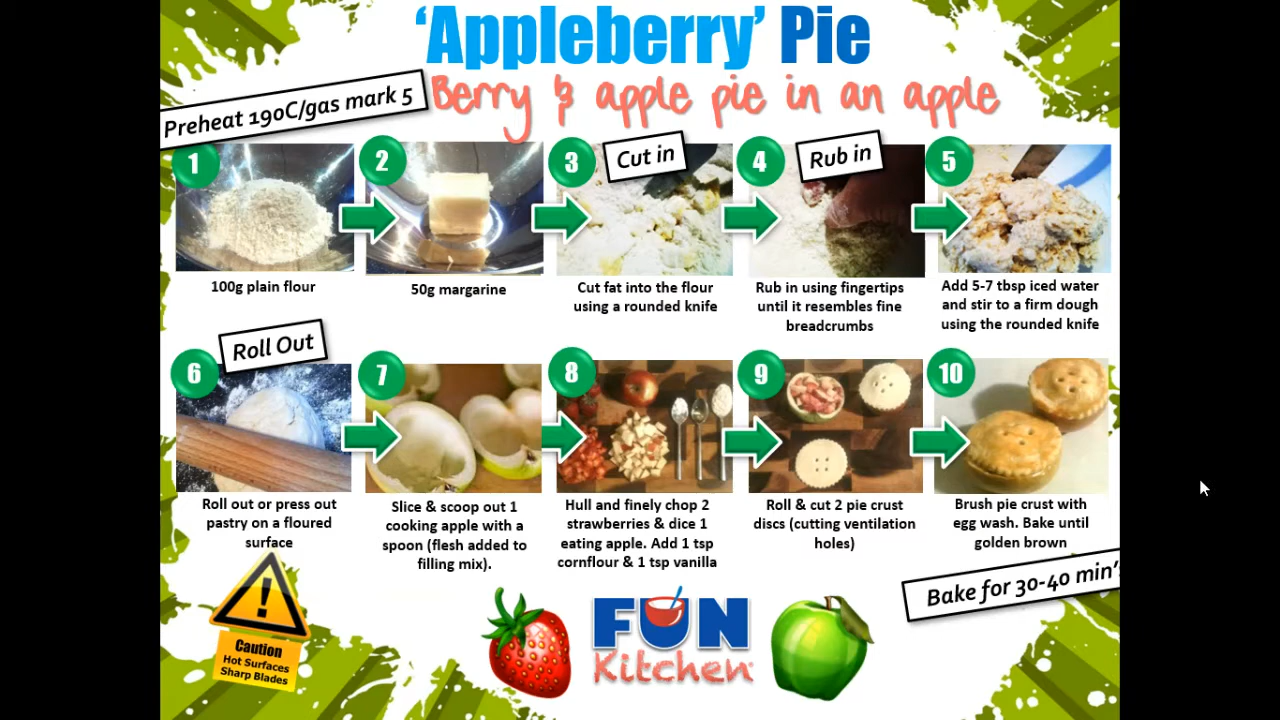 'Appleberry' Pie
Berry & apple pie in an apple
Preheat 190C/gas mark 5
1
2
3
Cut in
4
Rub in
5
100g plain flour
50g margarine
Cut fat into the flour
using a rounded knife
Rub in using fingertips
until it resembles fine
breadcrumbs
Add 5-7 tbsp iced water
and stir to a firm dough
using the rounded knife
6
Roll Out
7
8
9
10
Roll out or press out
pastry on a floured
surface
Slice & scoop out 1
cooking apple with a
spoon (flesh added to
filling mix).
Hull and finely chop 2
strawberries & dice 1
eating apple. Add 1 tsp
cornflour & 1 tsp vanilla
Roll & cut 2 pie crust
discs (cutting ventilation
holes)
Brush pie crust with
egg wash. Bake until
golden brown
Bake for 30-40 min'
Caution
Hot Surfaces
Sharp Blades
FUN
Kitchen